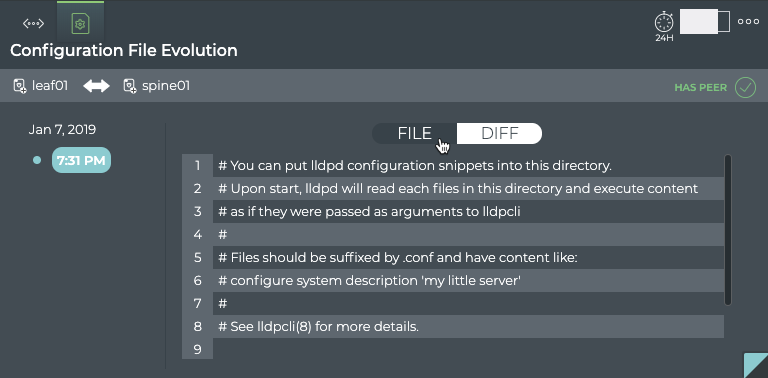 24H
Configuration File Evolution
leaf01 spine01
HAS PEER
Jan 7, 2019
7:31 PM
FILE DIFF
1 # You can put lldpd configuration snippets into this directory.
2 # Upon start, lldpd will read each files in this directory and execute content
3 # as if they were passed as arguments to lldpcli
4 #
5 # Files should be suffixed by .conf and have content like:
6 # configure system description 'my little server'
7 #
8 # See lldpcli(8) for more details.
9